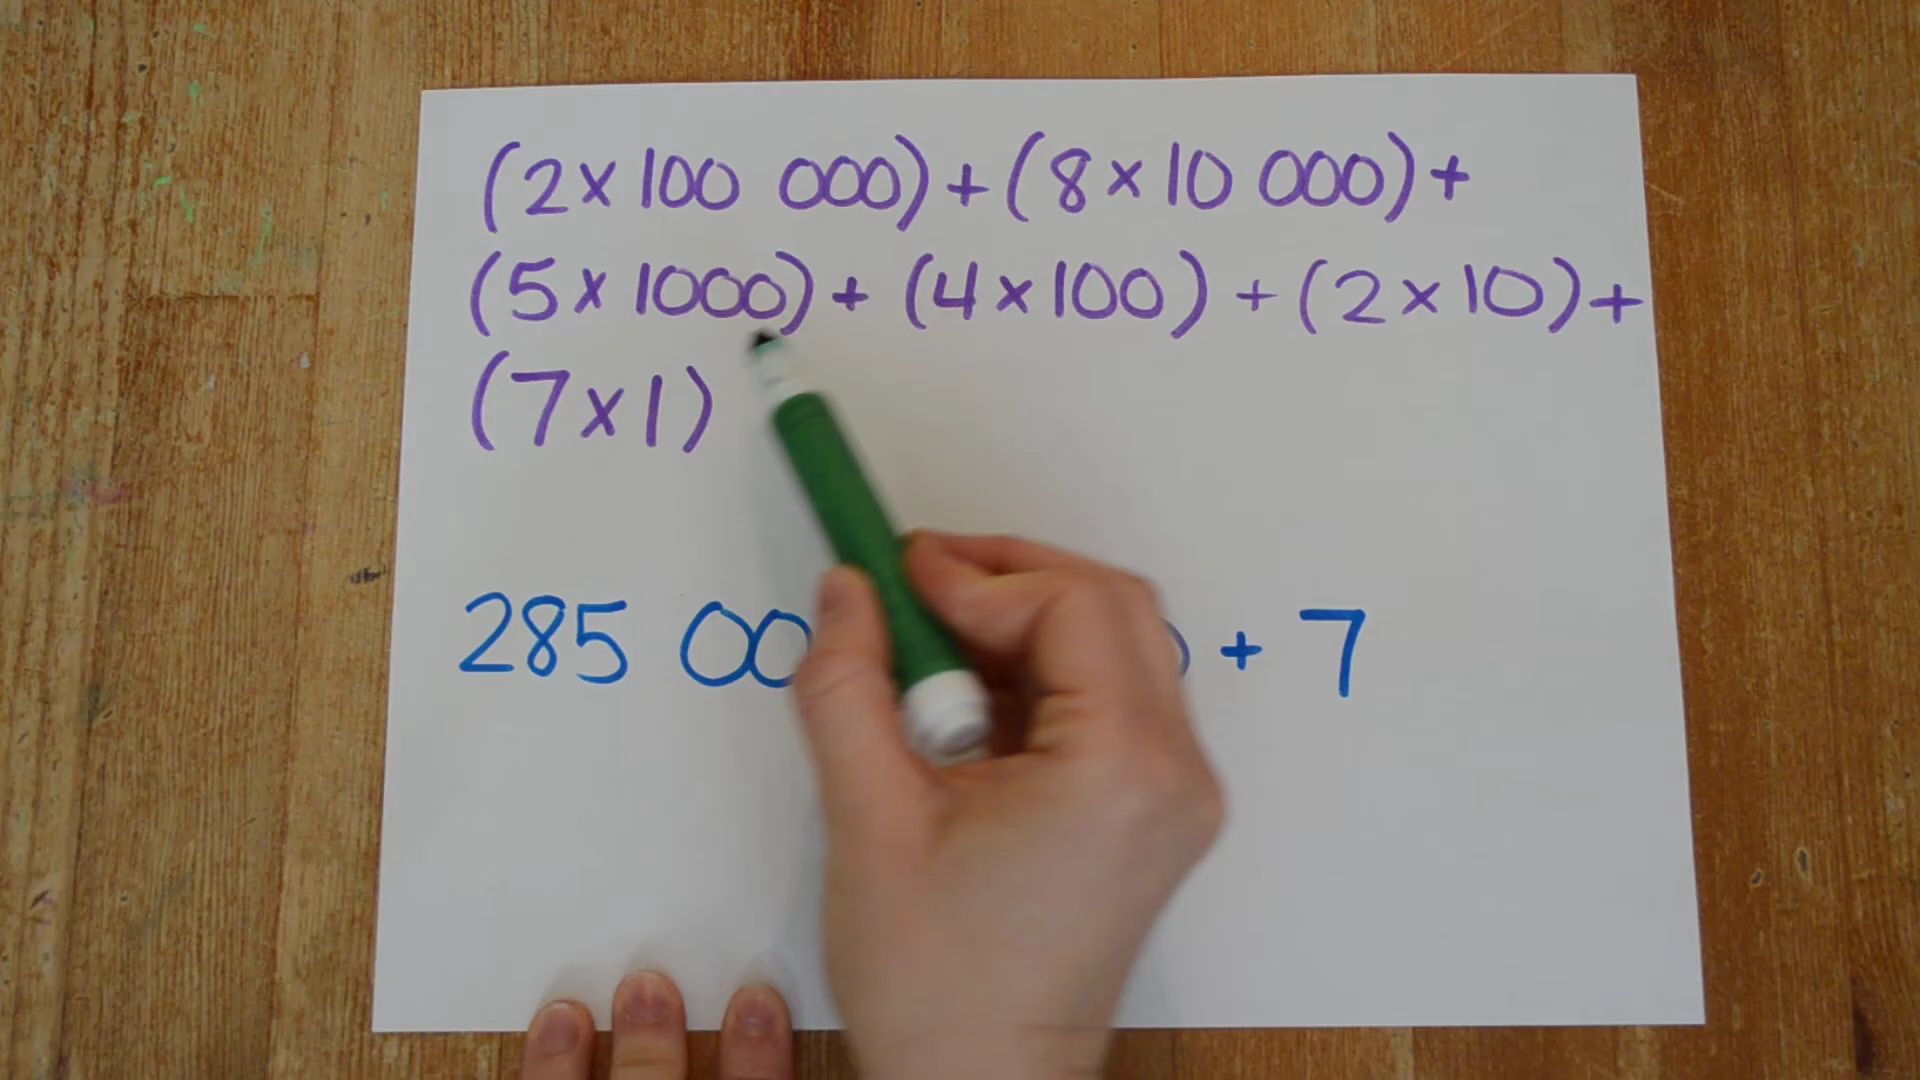 (2 x 100 000) + (8 x 10 000) +
(5 x 1000) + (4 x 100) + (2 x 10) +
(7 x 1)
285 00 + 7